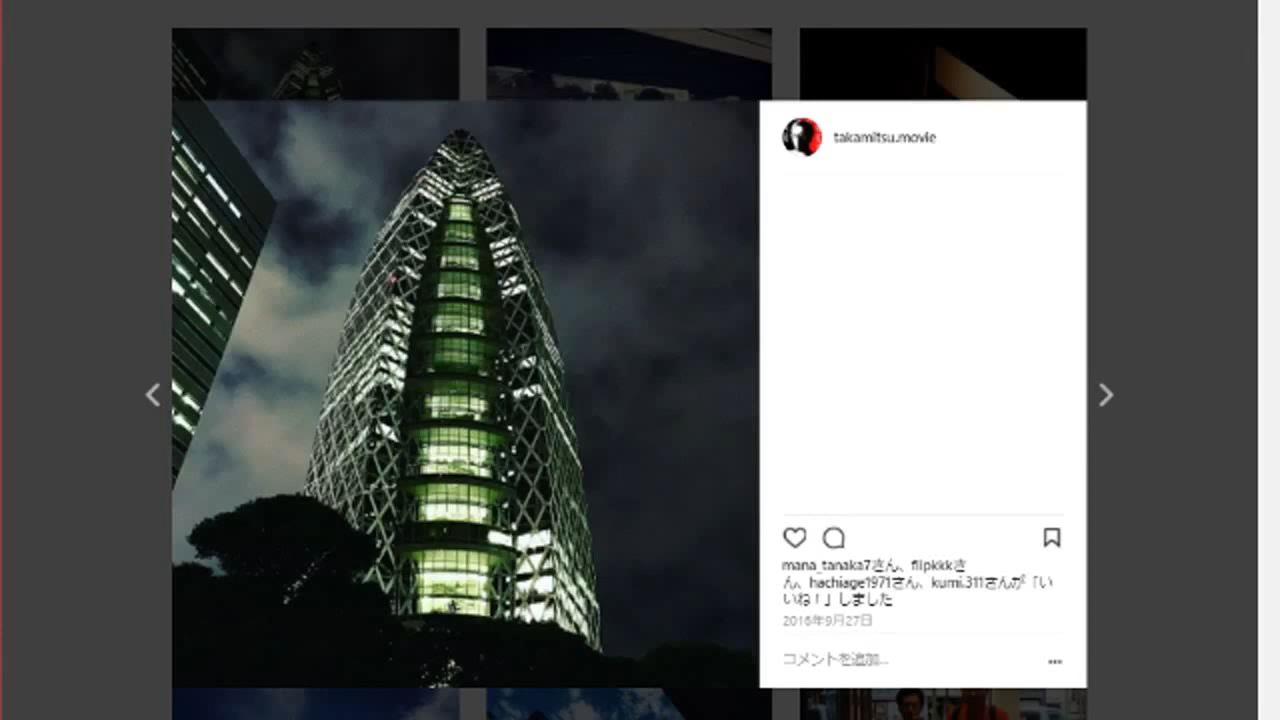 takamitsu.movie
mana_tanaka7さん、flipkkkさ
ん、hachiage1971さん、kumi.311さんが「い
いね！」しました
2016年9月27日
コメントを追加...